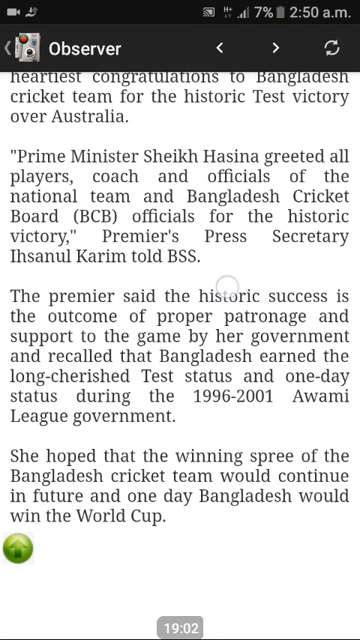 7% 2:50 a.m.
Observer
heartiest congratulations to Bangladesh
cricket team for the historic Test victory
over Australia.
"Prime Minister Sheikh Hasina greeted all
players, coach and officials of the
national team and Bangladesh Cricket
Board (BCB) officials for the historic
victory," Premier's Press Secretary
Ihsanul Karim told BSS.
The premier said the historic success is
the outcome of proper patronage and
support to the game by her government
and recalled that Bangladesh earned the
long-cherished Test status and one-day
status during the 1996-2001 Awami
League government.
She hoped that the winning spree of the
Bangladesh cricket team would continue
in future and one day Bangladesh would
win the World Cup.
19:02